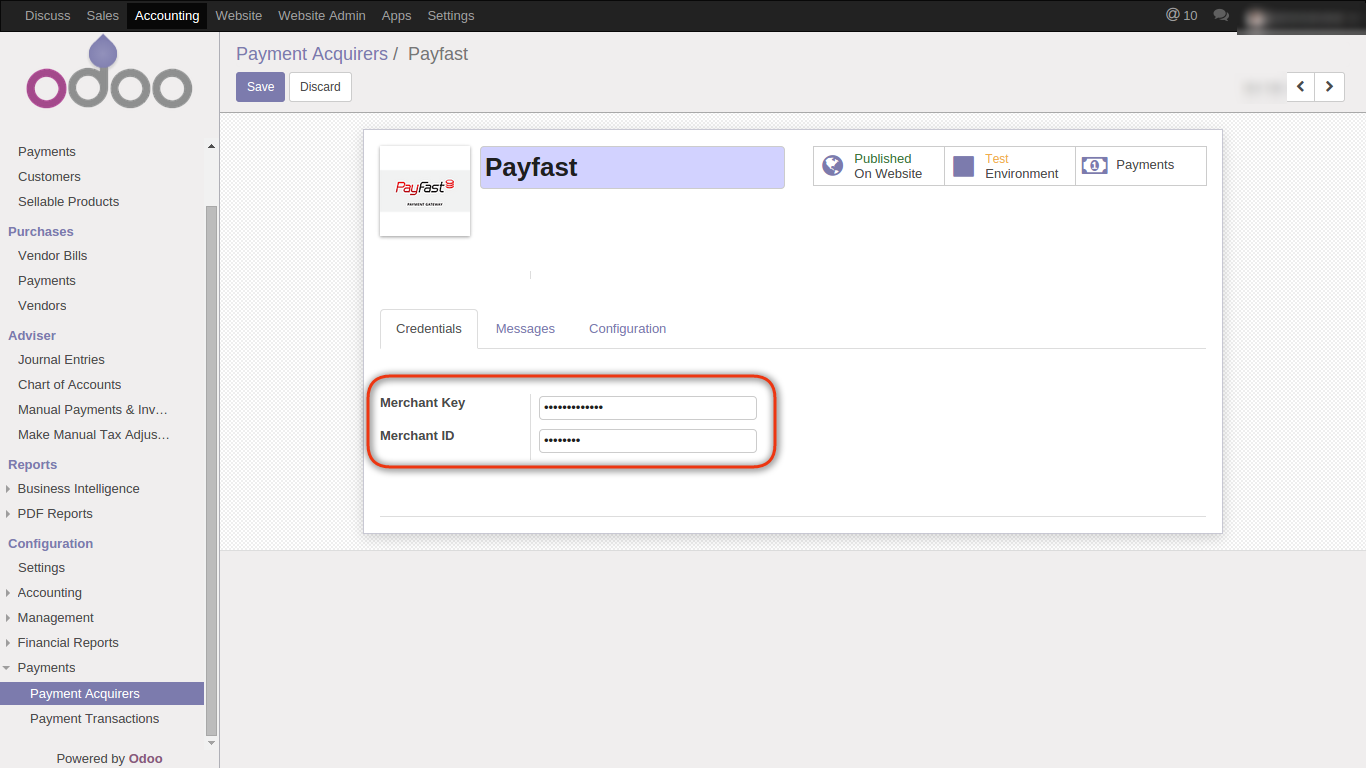 Discuss Sales Accounting Website Website Admin Apps Settings @ 10
odoo
Payments
Customers
Sellable Products
Purchases
Vendor Bills
Payments
Vendors
Adviser
Journal Entries
Chart of Accounts
Manual Payments & Inv…
Make Manual Tax Adjus…
Reports
Business Intelligence
PDF Reports
Configuration
Settings
Accounting
Management
Financial Reports
Payments
Payment Acquirers
Payment Transactions
Powered by Odoo
Payment Acquirers / Payfast
Save Discard
PayFast
PAYMENT GATEWAY
Payfast
Published
On Website
Test
Environment
1
Payments
Credentials Messages Configuration
Merchant Key •••••••••••••
Merchant ID ••••••••